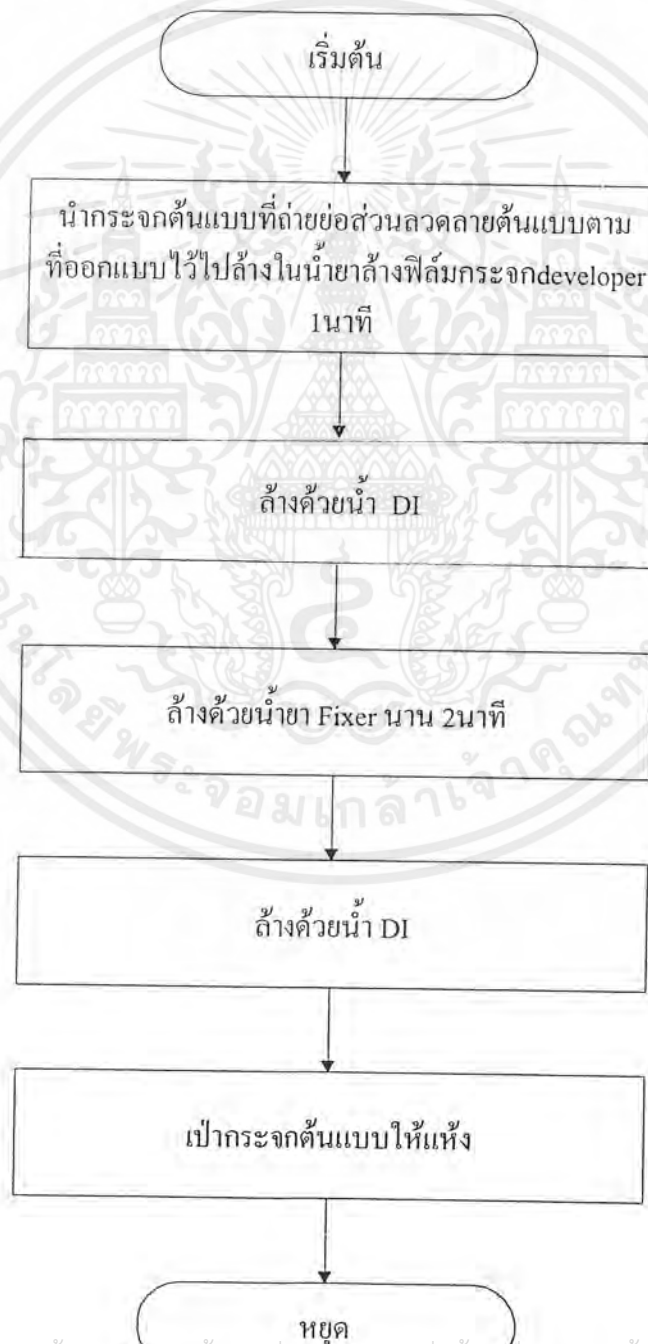 เริ่มต้น
นำกระจกต้นแบบที่ถ่ายย่อส่วนลวดลายต้นแบบตาม
ที่ออกแบบไว้ไปล้างในน้ำยาล้างฟิล์มกระจกdeveloper
1นาที
ล้างด้วยน้ำ DI
ล้างด้วยน้ำยา Fixer นาน 2นาที
ล้างด้วยน้ำ DI
เป่ากระจกต้นแบบให้แห้ง
หยุด